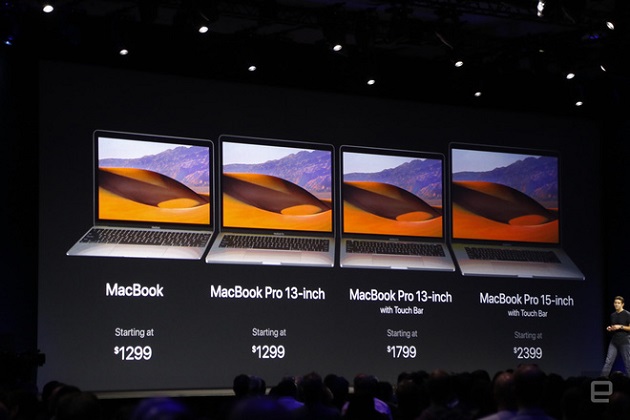 MacBook
Starting at
$1299
MacBook Pro 13-inch
Starting at
$1299
MacBook Pro 13-inch
with Touch Bar
Starting at
$1799
MacBook Pro 15-inch
with Touch Bar
Starting at
$2399
e